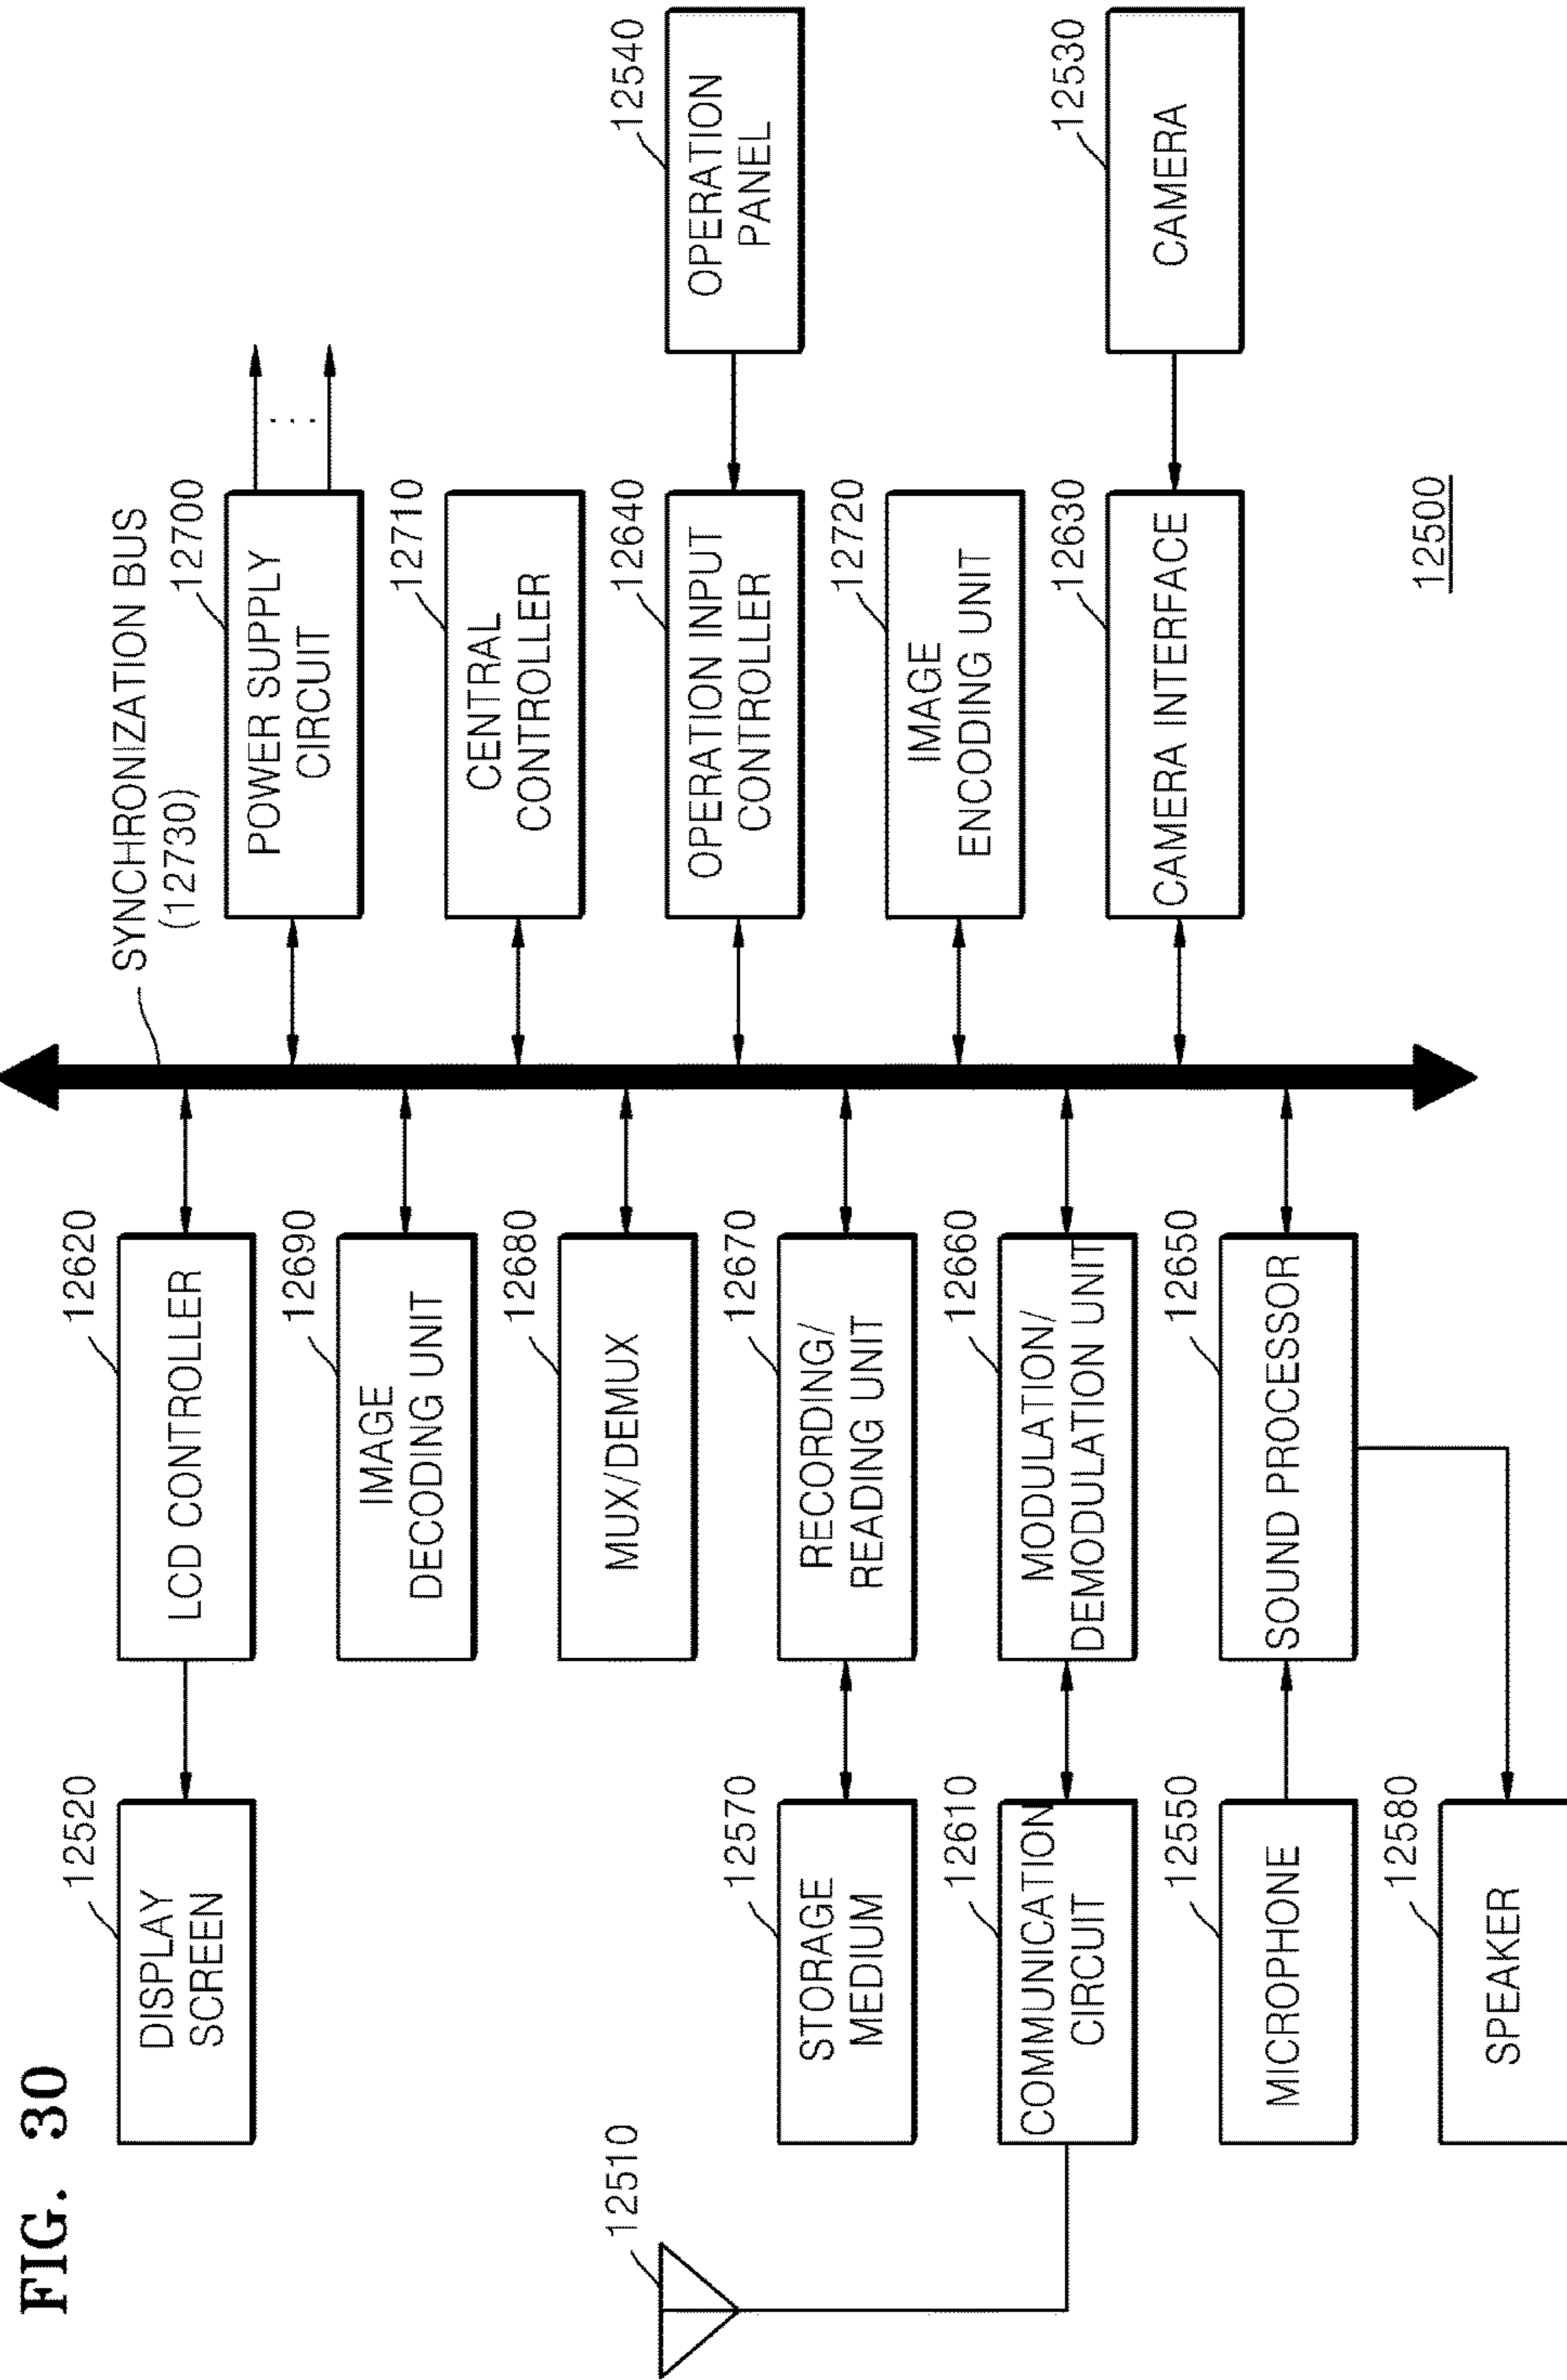 FIG. 30
SYNCHRONIZATION BUS
(12730)
12520
DISPLAY
SCREEN
12620
LCD CONTROLLER
12700
POWER SUPPLY
CIRCUIT
12690
IMAGE
DECODING UNIT
12710
CENTRAL
CONTROLLER
12680
MUX/DEMUX
12640
OPERATION INPUT
CONTROLLER
12540
OPERATION
PANEL
12510
12570
STORAGE
MEDIUM
12670
RECORDING/
READING UNIT
12720
IMAGE
ENCODING UNIT
12610
COMMUNICATION
CIRCUIT
12660
MODULATION/
DEMODULATION UNIT
12630
CAMERA INTERFACE
12530
CAMERA
12550
MICROPHONE
12650
SOUND PROCESSOR
12580
SPEAKER
12500